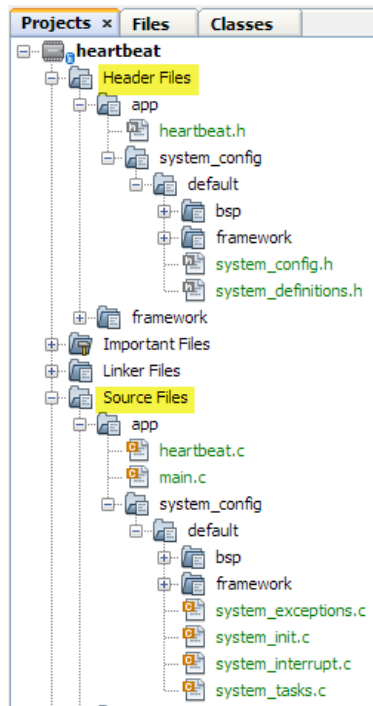 Projects × Files Classes
heartbeat
Header Files
app
heartbeat.h
system_config
default
bsp
framework
system_config.h
system_definitions.h
framework
Important Files
Linker Files
Source Files
app
heartbeat.c
main.c
system_config
default
bsp
framework
system_exceptions.c
system_init.c
system_interrupt.c
system_tasks.c